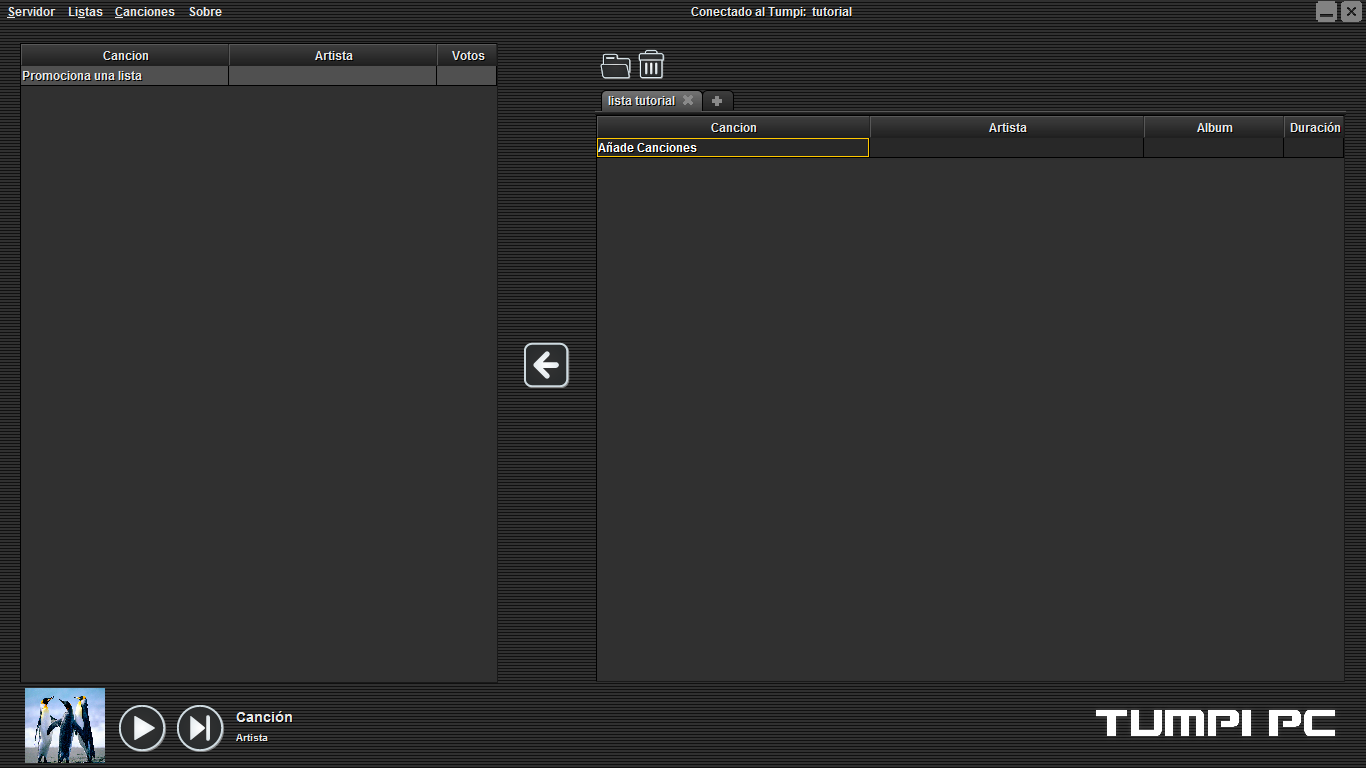 Servidor Listas Canciones Sobre
Conectado al Tumpi: tutorial
Cancion Artista Votos
Promociona una lista
lista tutorial
Cancion Artista Album Duración
Añade Canciones
Canción
Artista
TUMPI PC